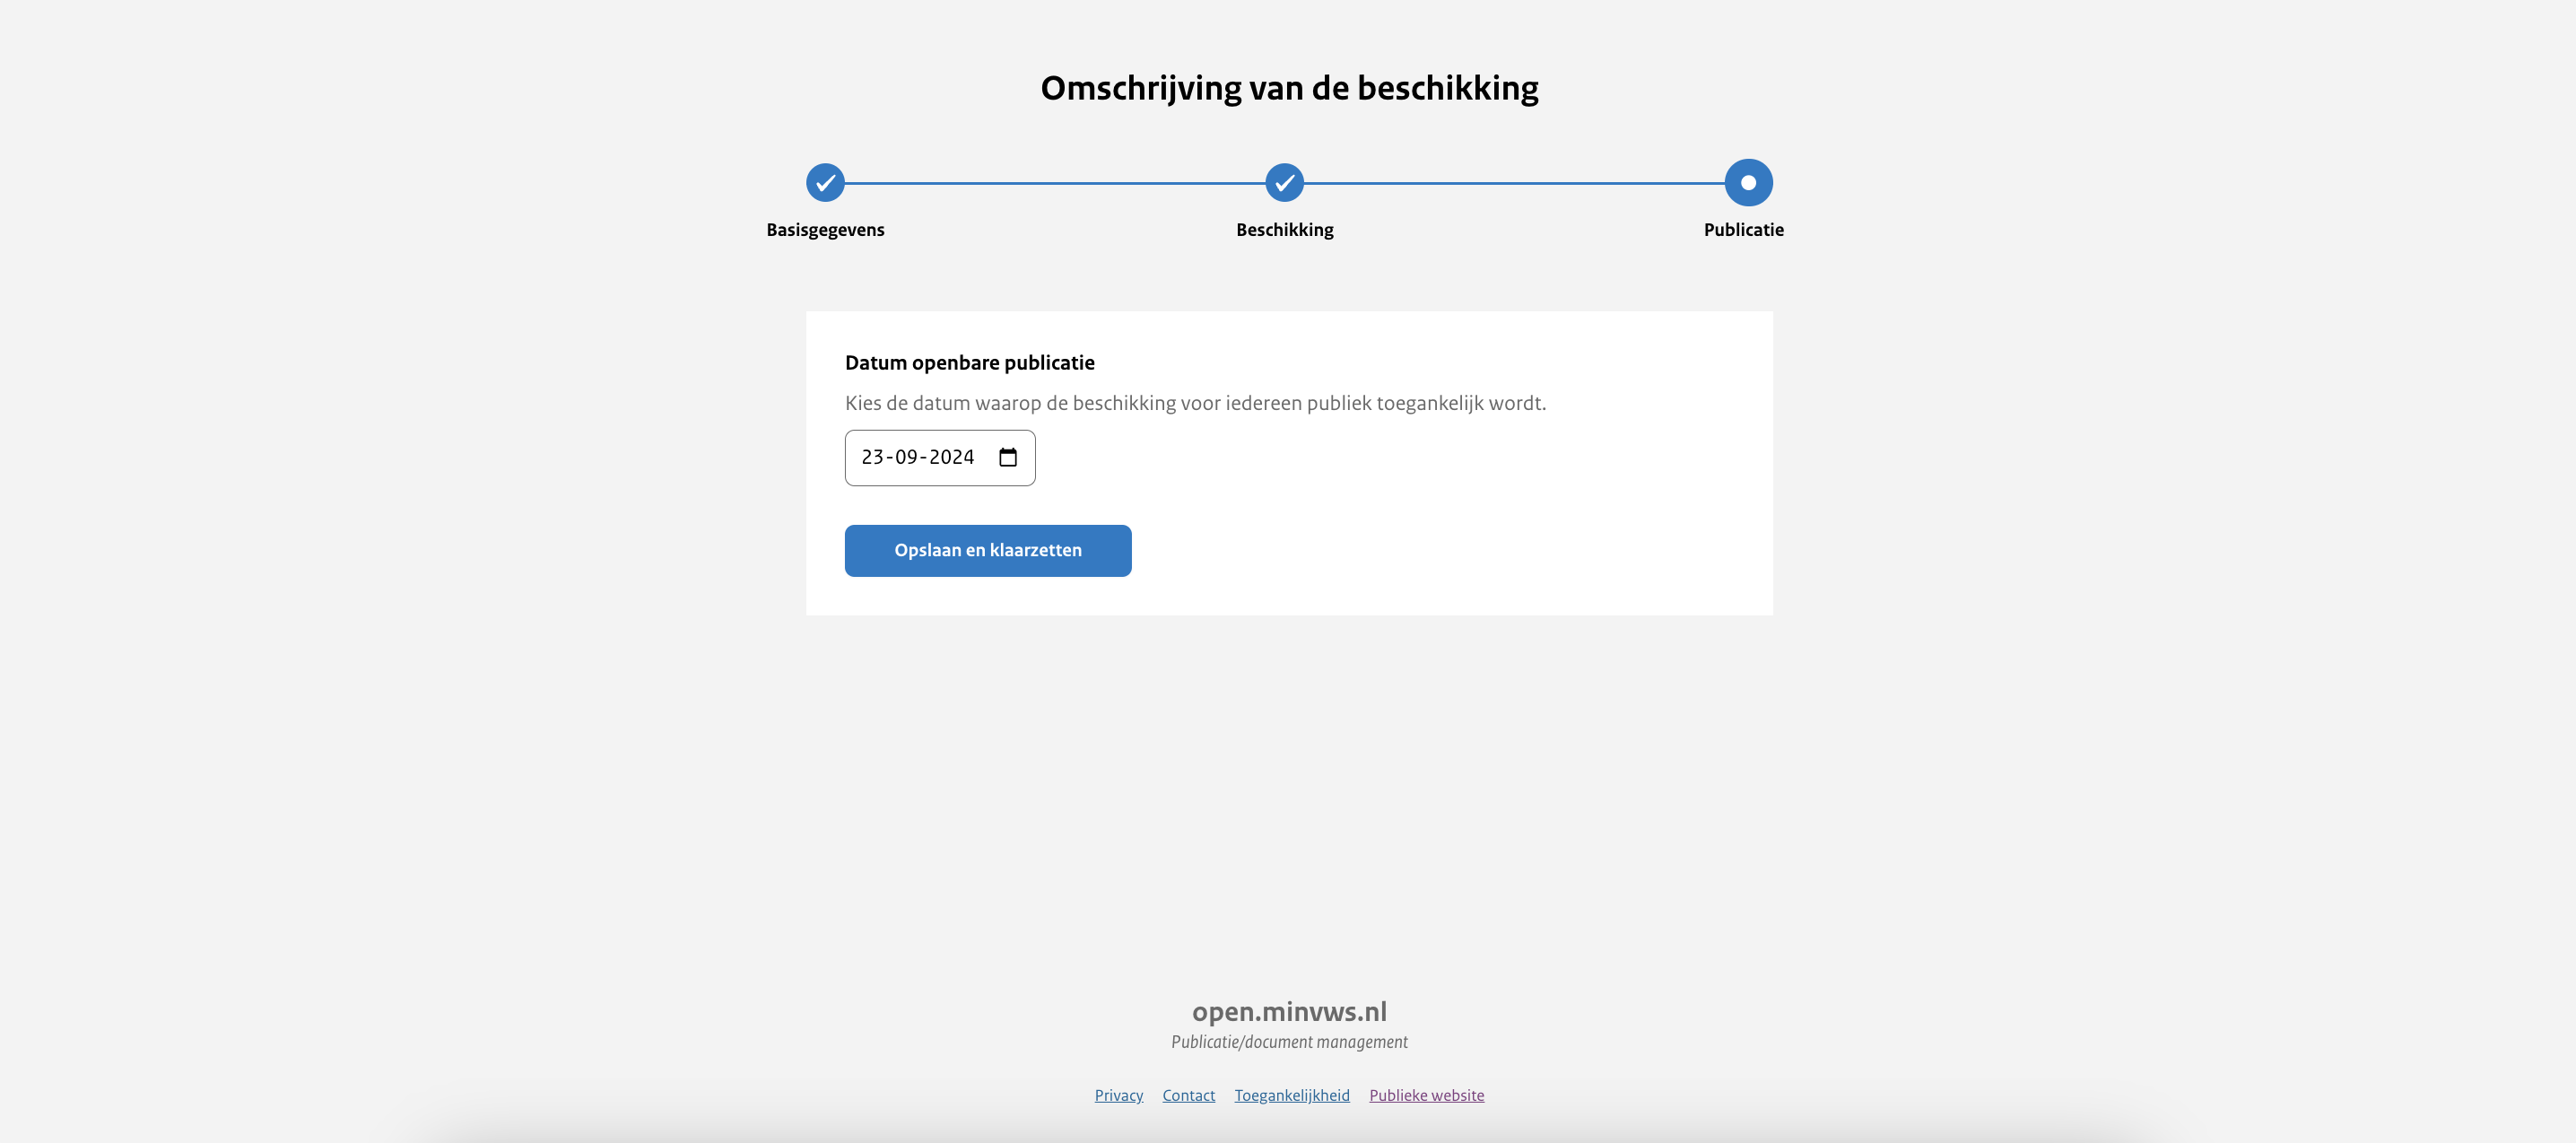 Omschrijving van de beschikking
Basisgegevens
Beschikking
Publicatie
Datum openbare publicatie
Kies de datum waarop de beschikking voor iedereen publiek toegankelijk wordt.
23-09-2024
Opslaan en klaarzetten
open.minvws.nl
Publicatie/document management
Privacy Contact Toegankelijkheid Publieke website